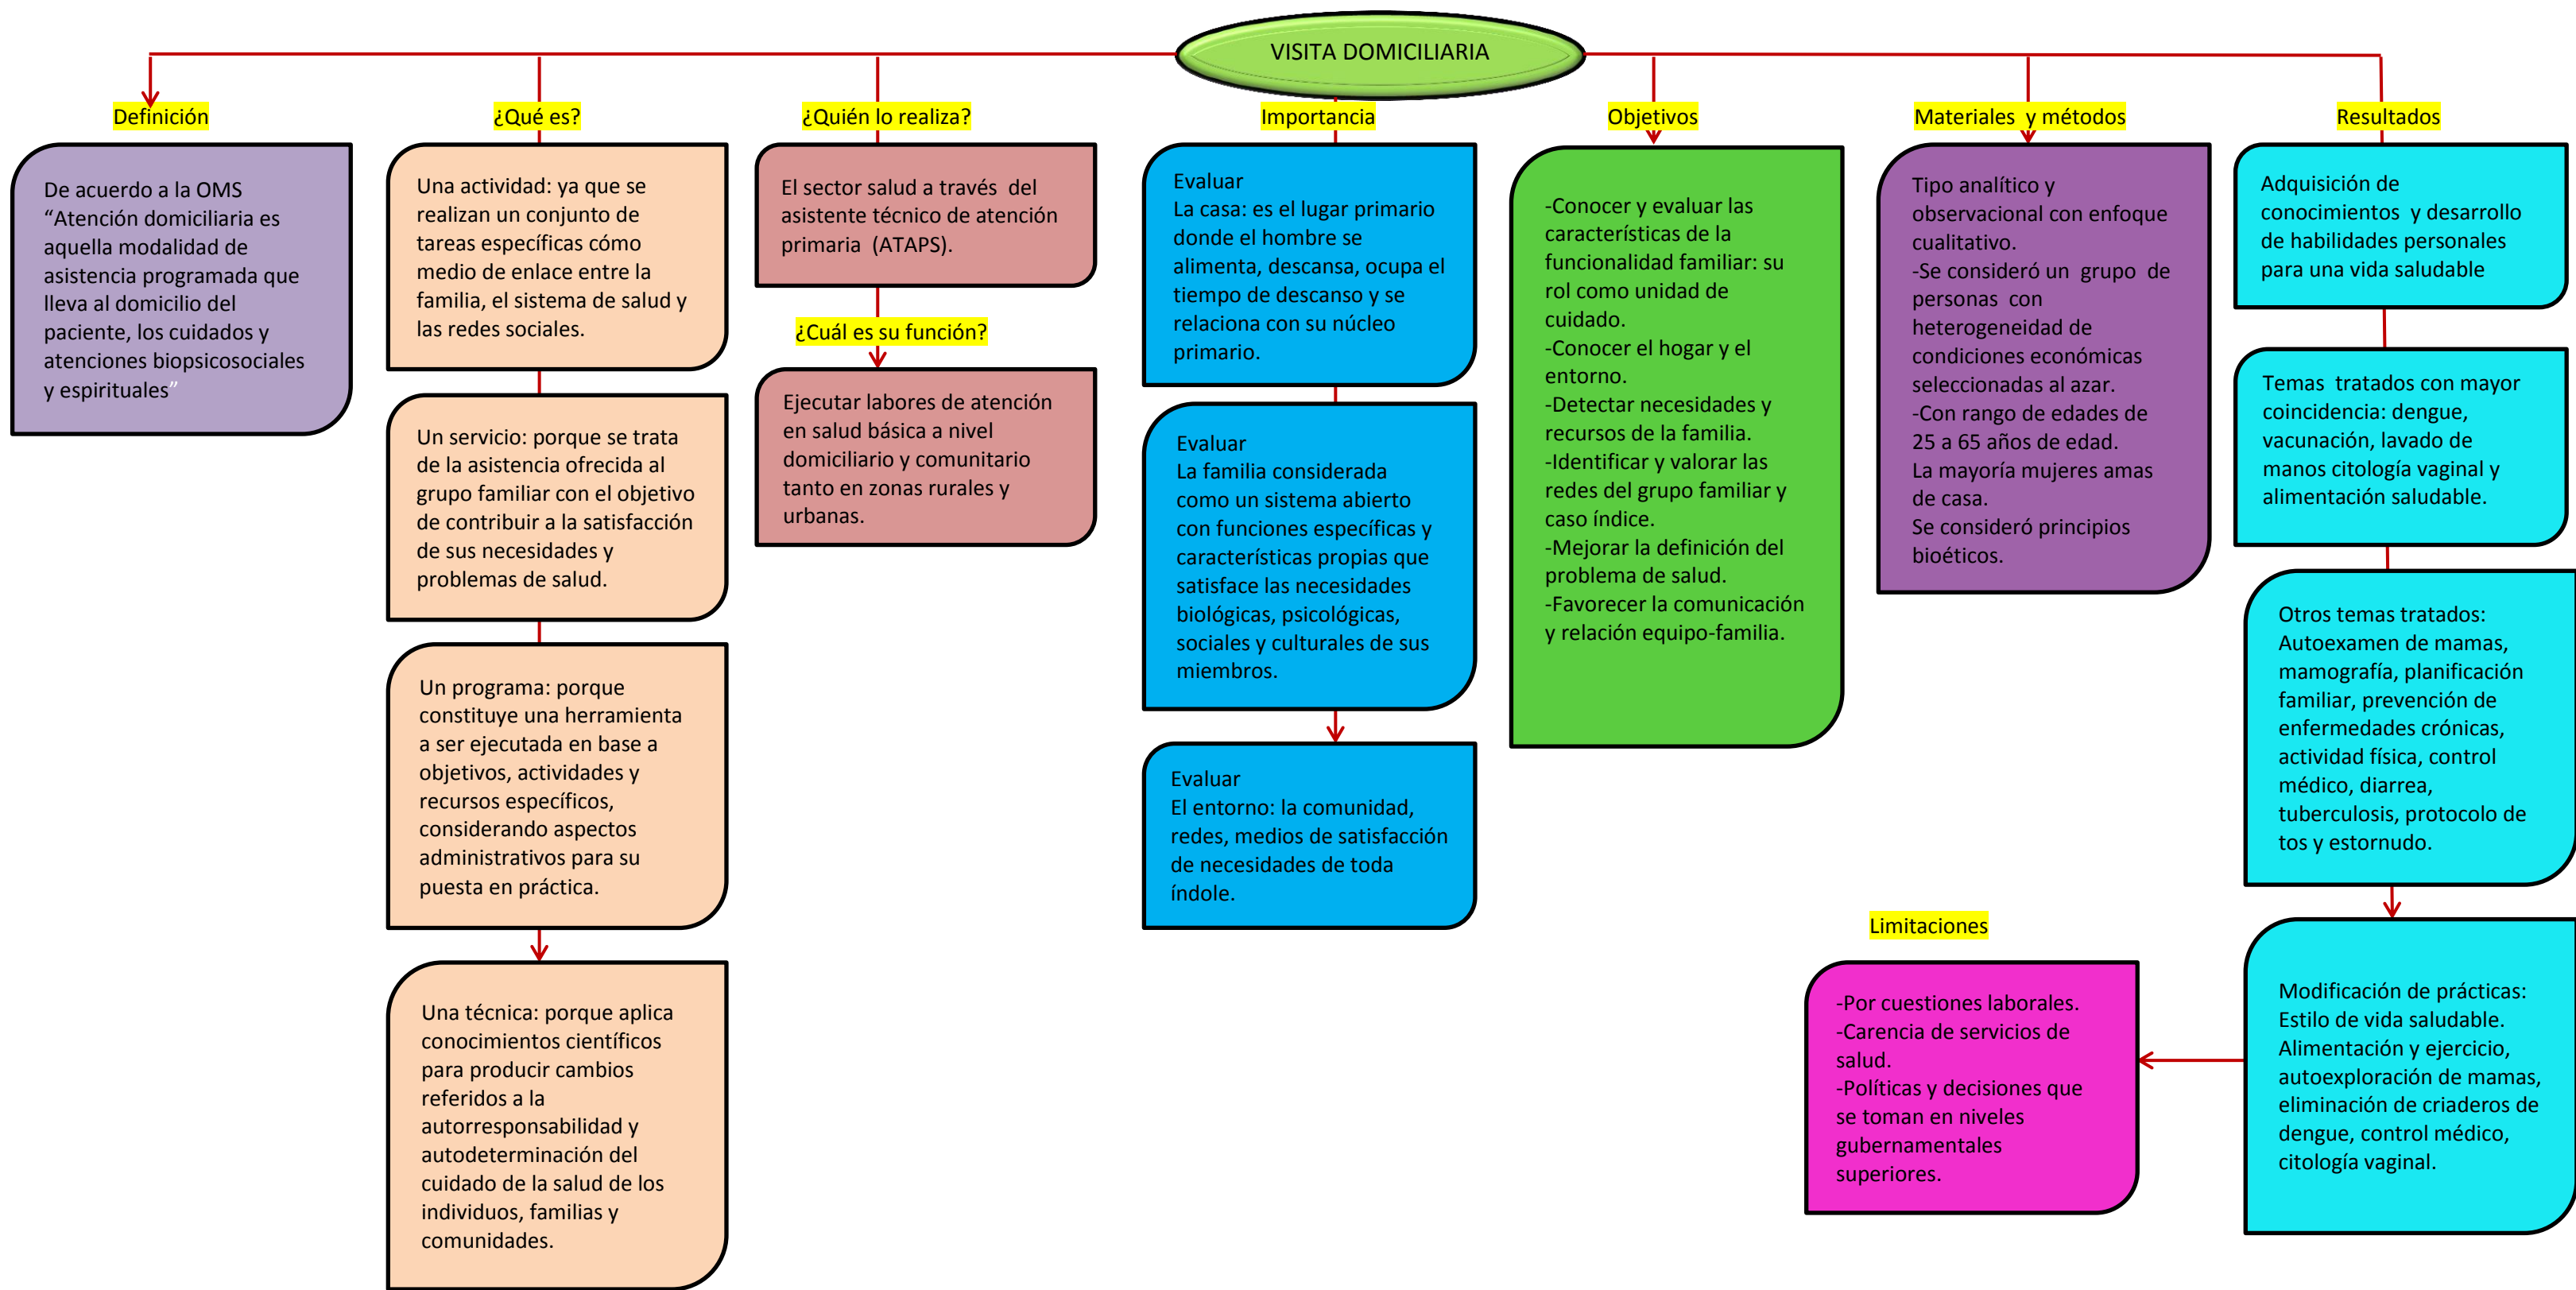 VISITA DOMICILIARIA
Definición
De acuerdo a la OMS
“Atención domiciliaria es
aquella modalidad de
asistencia programada que
lleva al domicilio del
paciente, los cuidados y
atenciones biopsicosociales
y espirituales”
¿Qué es?
Una actividad: ya que se
realizan un conjunto de
tareas específicas cómo
medio de enlace entre la
familia, el sistema de salud y
las redes sociales.
Un servicio: porque se trata
de la asistencia ofrecida al
grupo familiar con el objetivo
de contribuir a la satisfacción
de sus necesidades y
problemas de salud.
Un programa: porque
constituye una herramienta
a ser ejecutada en base a
objetivos, actividades y
recursos específicos,
considerando aspectos
administrativos para su
puesta en práctica.
Una técnica: porque aplica
conocimientos científicos
para producir cambios
referidos a la
autorresponsabilidad y
autodeterminación del
cuidado de la salud de los
individuos, familias y
comunidades.
¿Quién lo realiza?
El sector salud a través del
asistente técnico de atención
primaria (ATAPS).
¿Cuál es su función?
Ejecutar labores de atención
en salud básica a nivel
domiciliario y comunitario
tanto en zonas rurales y
urbanas.
Importancia
Evaluar
La casa: es el lugar primario
donde el hombre se
alimenta, descansa, ocupa el
tiempo de descanso y se
relaciona con su núcleo
primario.
Evaluar
La familia considerada
como un sistema abierto
con funciones específicas y
características propias que
satisface las necesidades
biológicas, psicológicas,
sociales y culturales de sus
miembros.
Evaluar
El entorno: la comunidad,
redes, medios de satisfacción
de necesidades de toda
índole.
Objetivos
-Conocer y evaluar las
características de la
funcionalidad familiar: su
rol como unidad de
cuidado.
-Conocer el hogar y el
entorno.
-Detectar necesidades y
recursos de la familia.
-Identificar y valorar las
redes del grupo familiar y
caso índice.
-Mejorar la definición del
problema de salud.
-Favorecer la comunicación
y relación equipo-familia.
Materiales y métodos
Tipo analítico y
observacional con enfoque
cualitativo.
-Se consideró un grupo de
personas con
heterogeneidad de
condiciones económicas
seleccionadas al azar.
-Con rango de edades de
25 a 65 años de edad.
La mayoría mujeres amas
de casa.
Se consideró principios
bioéticos.
Resultados
Adquisición de
conocimientos y desarrollo
de habilidades personales
para una vida saludable
Temas tratados con mayor
coincidencia: dengue,
vacunación, lavado de
manos citología vaginal y
alimentación saludable.
Otros temas tratados:
Autoexamen de mamas,
mamografía, planificación
familiar, prevención de
enfermedades crónicas,
actividad física, control
médico, diarrea,
tuberculosis, protocolo de
tos y estornudo.
Modificación de prácticas:
Estilo de vida saludable.
Alimentación y ejercicio,
autoexploración de mamas,
eliminación de criaderos de
dengue, control médico,
citología vaginal.
Limitaciones
-Por cuestiones laborales.
-Carencia de servicios de
salud.
-Políticas y decisiones que
se toman en niveles
gubernamentales
superiores.